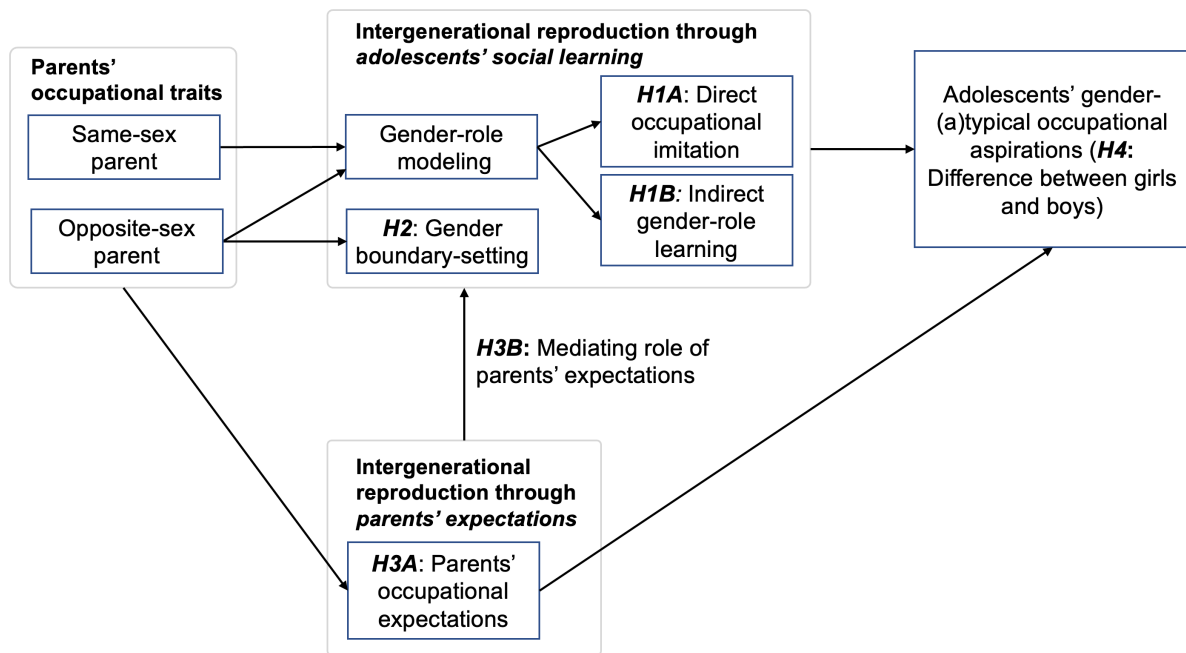 Parents’
occupational traits
Same-sex
parent
Opposite-sex
parent
Intergenerational reproduction through
adolescents’ social learning
Gender-role
modeling
H2: Gender
boundary-setting
H1A: Direct
occupational
imitation
H1B: Indirect
gender-role
learning
Adolescents’ gender-
(a)typical occupational
aspirations (H4:
Difference between girls
and boys)
H3B: Mediating role of
parents’ expectations
Intergenerational
reproduction through
parents’ expectations
H3A: Parents’
occupational
expectations